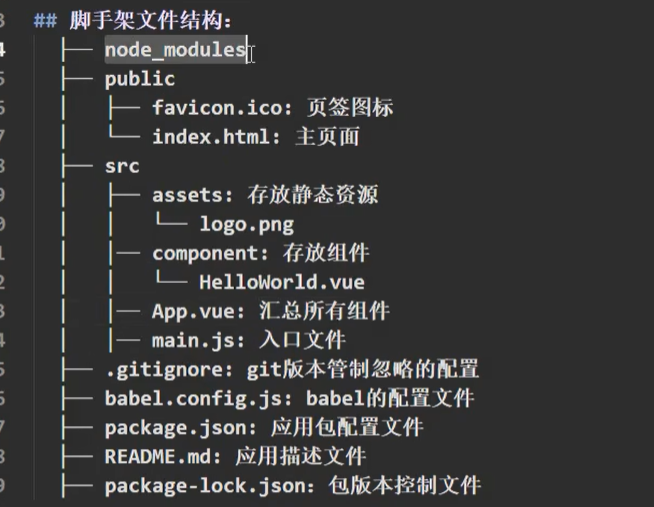 ## 脚手架文件结构:
├── node_modules
├── public
│   ├── favicon.ico: 页签图标
│   └── index.html: 主页面
├── src
│   ├── assets: 存放静态资源
│   │   └── logo.png
│   │── component: 存放组件
│   │   └── HelloWorld.vue
│   │── App.vue: 汇总所有组件
│   │── main.js: 入口文件
├── .gitignore: git版本管制忽略的配置
├── babel.config.js: babel的配置文件
├── package.json: 应用包配置文件
├── README.md: 应用描述文件
├── package-lock.json: 包版本控制文件